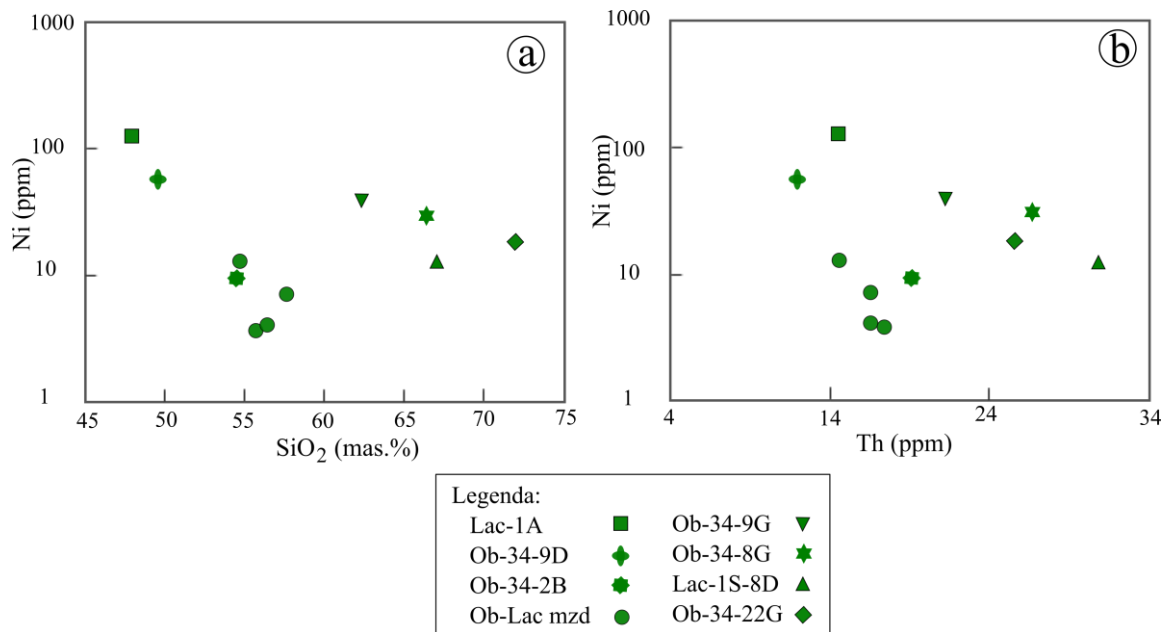 a
1000
100
10
1
Ni (ppm)
45 50 55 60 65 70 75
SiO₂ (mas.%)
b
1000
100
10
1
Ni (ppm)
4 14 24 34
Th (ppm)
Legenda:
Lac-1A
Ob-34-9D
Ob-34-2B
Ob-Lac mzd
Ob-34-9G
Ob-34-8G
Lac-1S-8D
Ob-34-22G